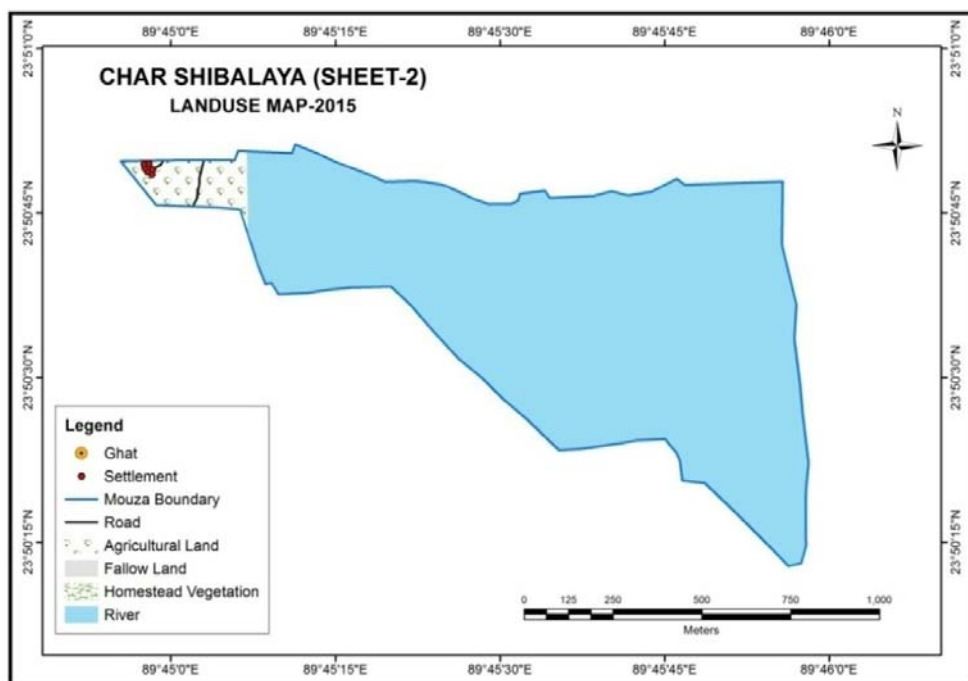 89°45'0"E 89°45'15"E 89°45'30"E 89°45'45"E 89°46'0"E
23°51'0"N 23°51'0"N
CHAR SHIBALAYA (SHEET-2)
LANDUSE MAP-2015
N
23°50'45"N 23°50'45"N
23°50'30"N 23°50'30"N
Legend
Ghat
Settlement
Mouza Boundary
Road
Agricultural Land
Fallow Land
Homestead Vegetation
River
23°50'15"N 23°50'15"N
0 125 250 500 750 1,000
Meters
89°45'0"E 89°45'15"E 89°45'30"E 89°45'45"E 89°46'0"E